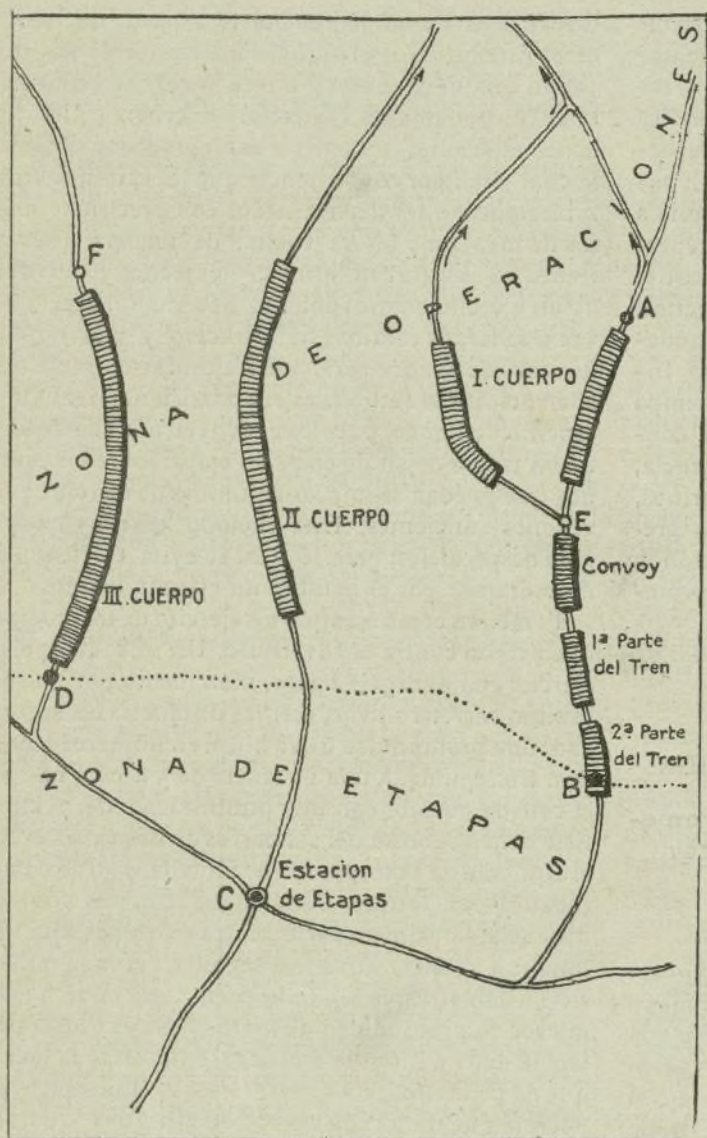 ZONA DE OPERACIONES
F
A
I. CUERPO
II CUERPO
E
Convoy
III. CUERPO
1ª Parte
del Tren
D
2ª Parte
del Tren
B
ZONA DE ETAPAS
C
Estacion
de Etapas